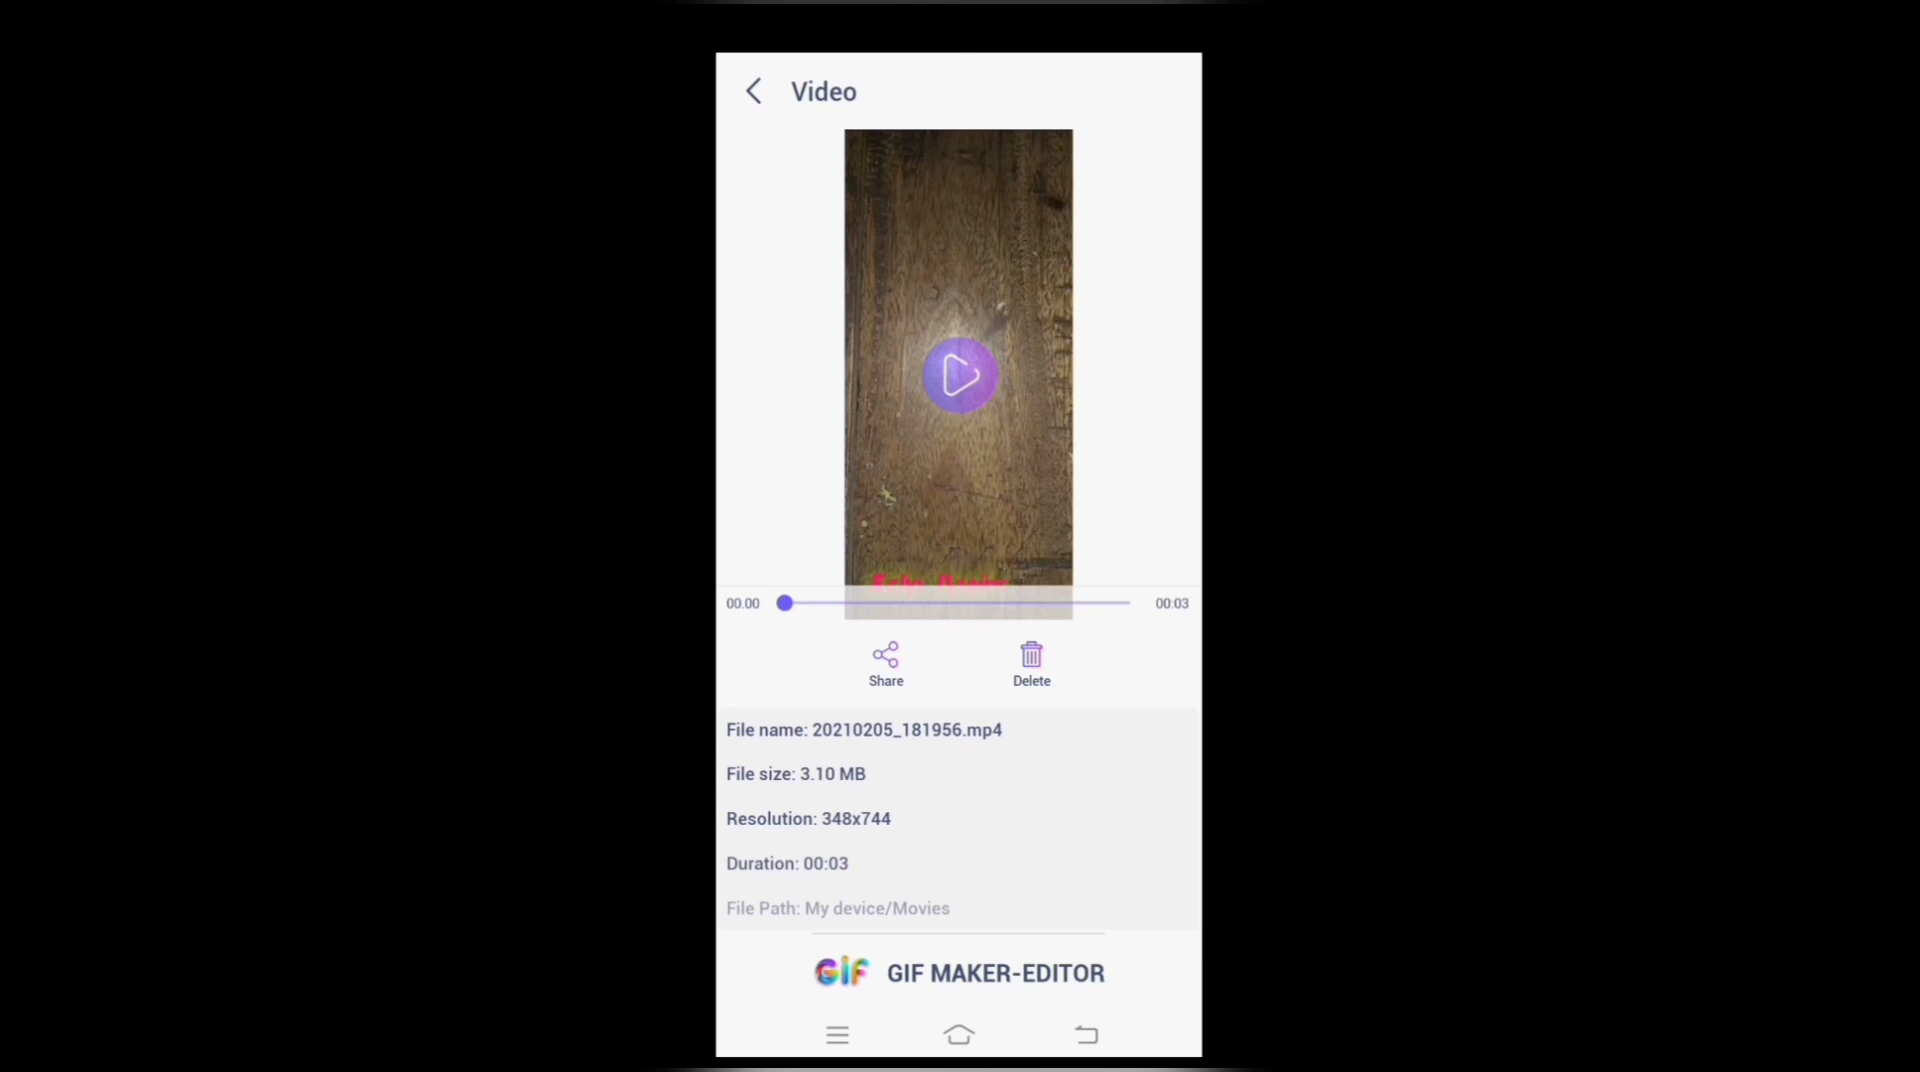 Video
00.00
00:03
Share
Delete
File name: 20210205_181956.mp4
File size: 3.10 MB
Resolution: 348x744
Duration: 00:03
File Path: My device/Movies
GIF GIF MAKER-EDITOR